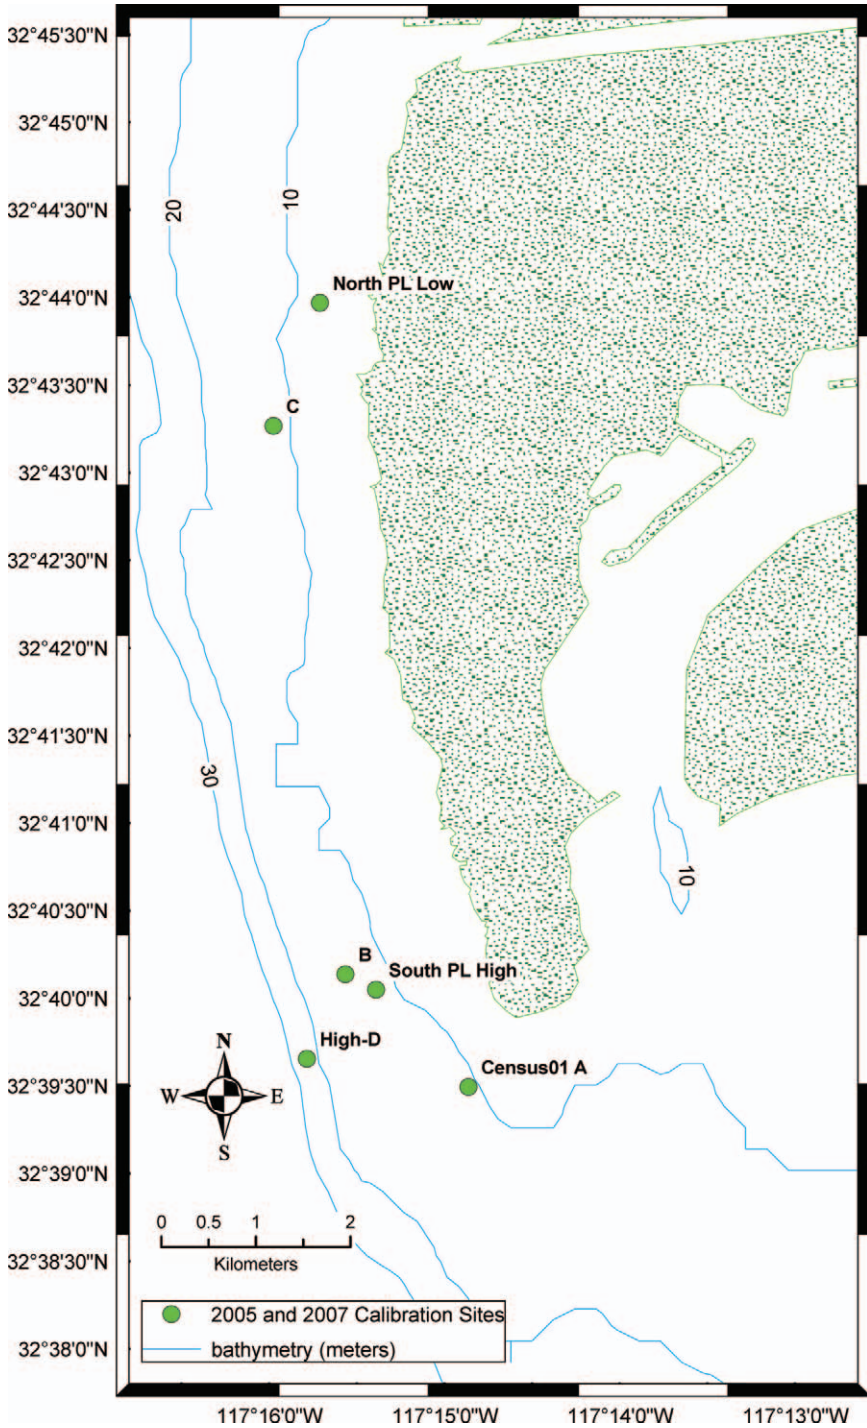 32°45'30"N
32°45'0"N
32°44'30"N
32°44'0"N
32°43'30"N
32°43'0"N
32°42'30"N
32°42'0"N
32°41'30"N
32°41'0"N
32°40'30"N
32°40'0"N
32°39'30"N
32°39'0"N
32°38'30"N
32°38'0"N
20
10
North PL Low
C
30
10
B
South PL High
High-D
Census01 A
N
W
E
S
0 0.5 1 2
Kilometers
2005 and 2007 Calibration Sites
bathymetry (meters)
117°16'0"W 117°15'0"W 117°14'0"W 117°13'0"W